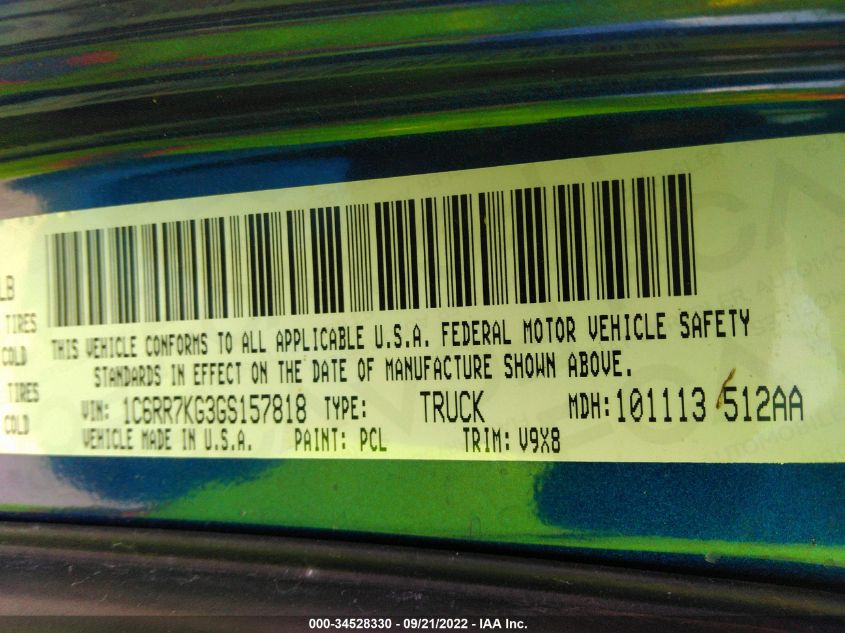 LB
TIRES
COLD
TIRES
COLD
THIS VEHICLE CONFORMS TO ALL APPLICABLE U.S.A. FEDERAL MOTOR VEHICLE SAFETY
STANDARDS IN EFFECT ON THE DATE OF MANUFACTURE SHOWN ABOVE.
VIN: 1C6RR7KG3GS157818 TYPE: TRUCK MDH: 101113 512AA
VEHICLE MADE IN U.S.A. PAINT: PCL TRIM: V9X8
000-34528330 - 09/21/2022 - IAA Inc.